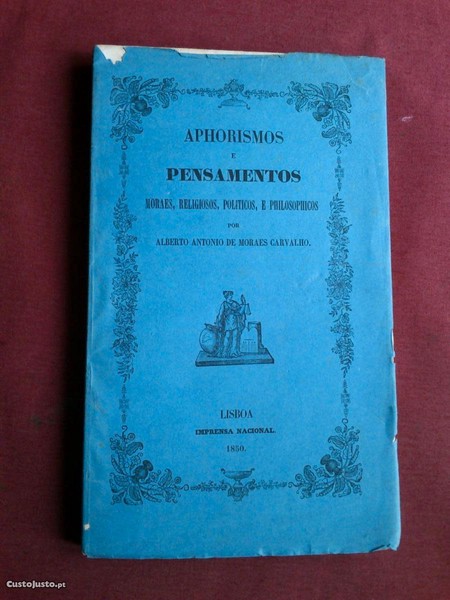 APHORISMOS
E
PENSAMENTOS
MORAES, RELIGIOSOS, POLITICOS, E PHILOSOPHICOS
POR
ALBERTO ANTONIO DE MORAES CARVALHO.
LISBOA
IMPRENSA NACIONAL.
1850.
CustoJusto.pt